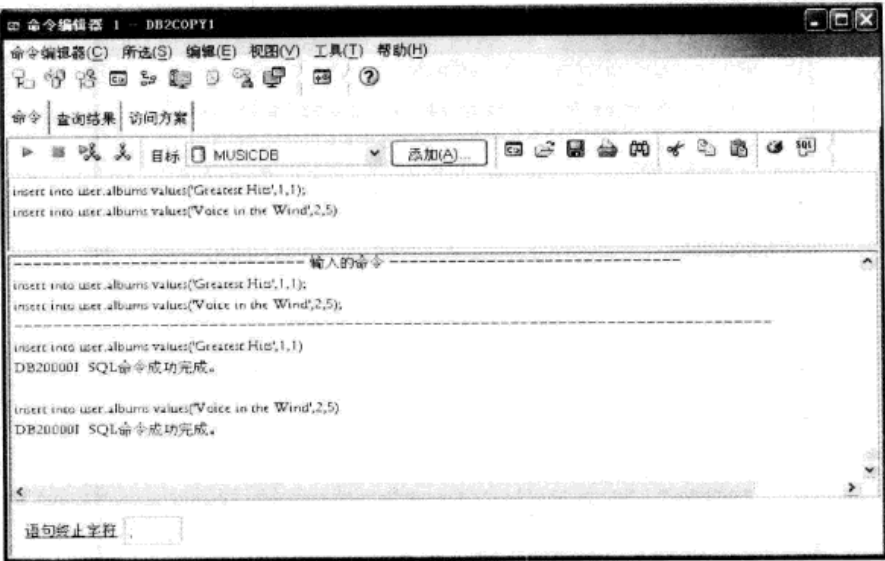 命令编辑器 1 - DB2COPY1
命令编辑器(C) 所选(S) 编辑(E) 视图(V) 工具(T) 帮助(H)
命令 查询结果 访问方案
目标 MUSICDB 添加(A)... SQL
insert into user.albums values('Greatest Hits',1,1);
insert into user.albums values('Voice in the Wind',2,5)
------------------------------ 输入的命令 ------------------------------
insert into user.albums values('Greatest Hits',1,1);
insert into user.albums values('Voice in the Wind',2,5);
insert into user.albums values('Greatest Hits',1,1)
DB20000I SQL命令成功完成。
insert into user.albums values('Voice in the Wind',2,5)
DB20000I SQL命令成功完成。
语句终止字符